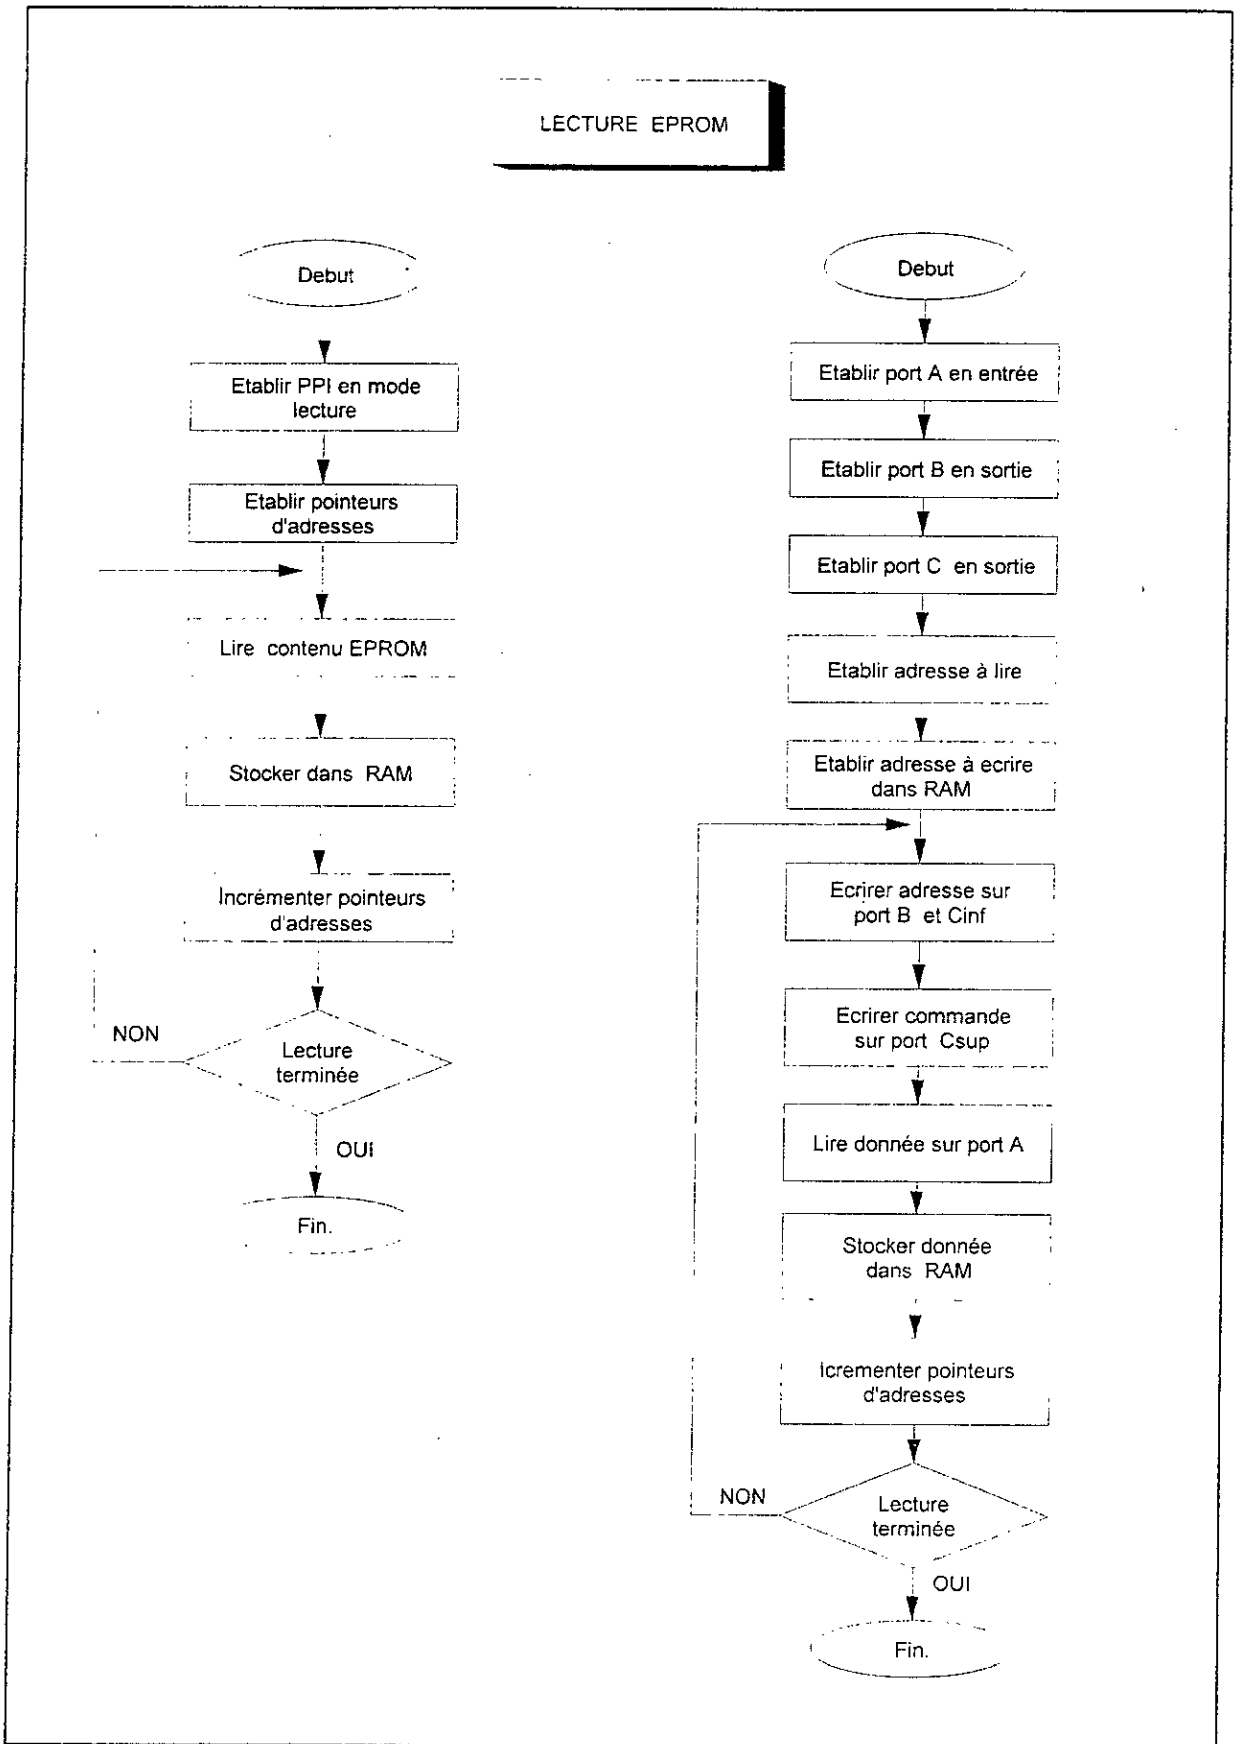 LECTURE EPROM
Debut
Etablir PPI en mode
lecture
Etablir pointeurs
d'adresses
Lire contenu EPROM
Stocker dans RAM
Incrémenter pointeurs
d'adresses
NON
Lecture
terminée
OUI
Fin.
Debut
Etablir port A en entrée
Etablir port B en sortie
Etablir port C en sortie
Etablir adresse à lire
Etablir adresse à ecrire
dans RAM
Ecrirer adresse sur
port B et Cinf
Ecrirer commande
sur port Csup
Lire donnée sur port A
Stocker donnée
dans RAM
Icrementer pointeurs
d'adresses
NON
Lecture
terminée
OUI
Fin.